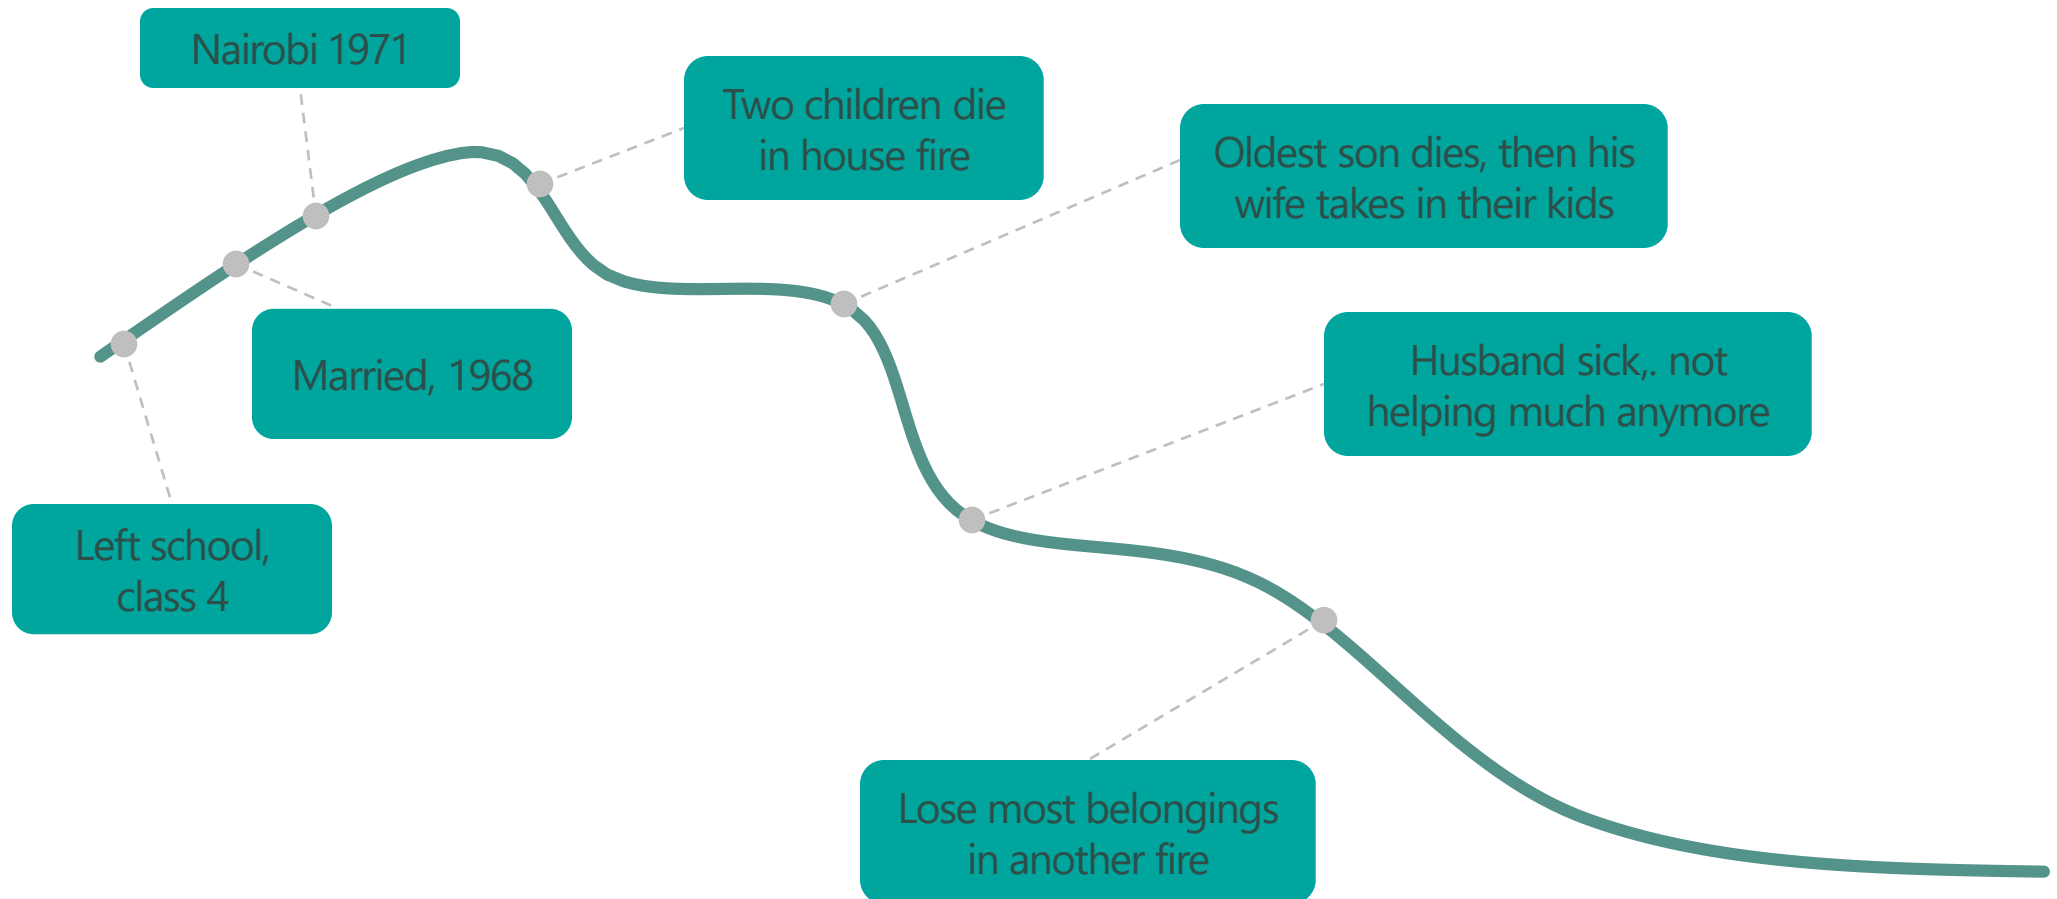 Nairobi 1971
Two children die
in house fire
Oldest son dies, then his
wife takes in their kids
Married, 1968
Husband sick,. not
helping much anymore
Left school,
class 4
Lose most belongings
in another fire